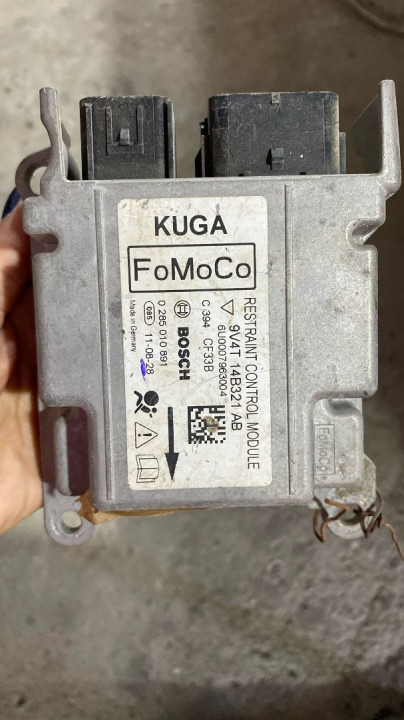 KUGA
FoMoCo
RESTRAINT CONTROL MODULE
9V4T 14B321 AB
6U0007963004
C 394 CF33B
BOSCH
0 285 010 891
085 11-08-28
Made in Germany
FoMoCo